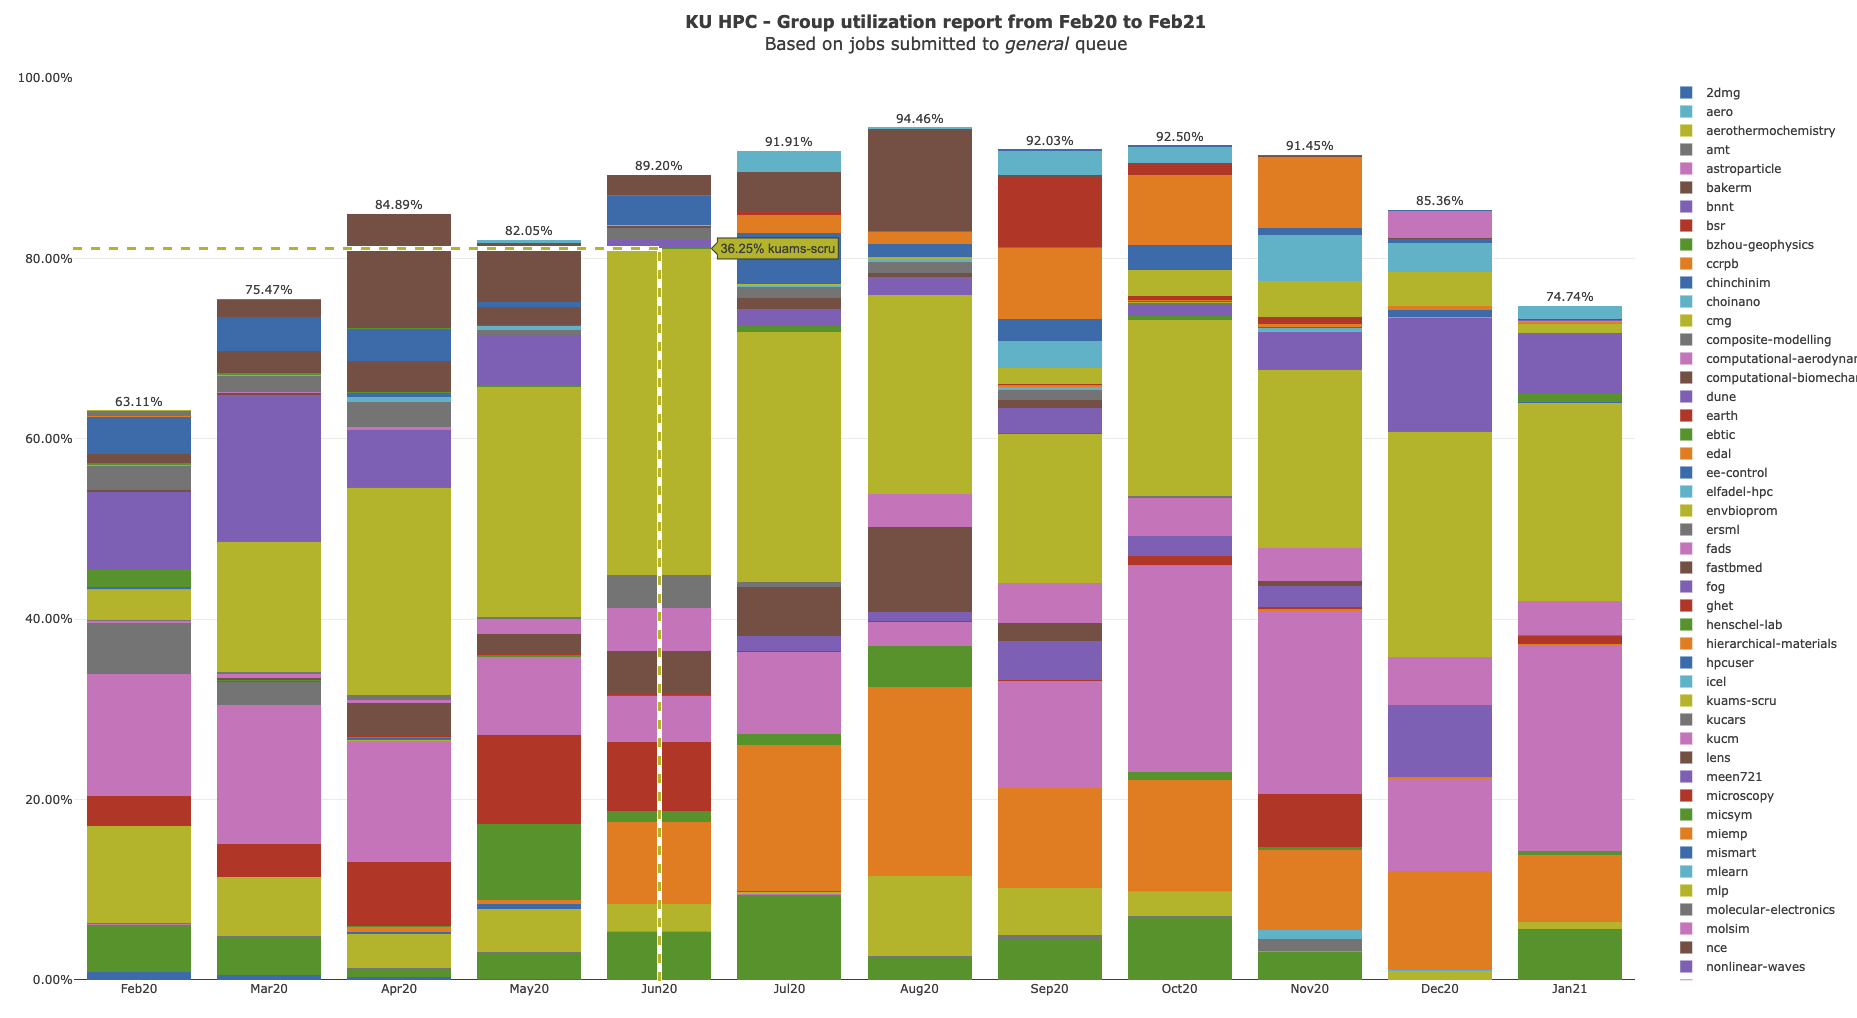 KU HPC - Group utilization report from Feb20 to Feb21
Based on jobs submitted to general queue
100.00%
80.00%
60.00%
40.00%
20.00%
0.00%
63.11%
75.47%
84.89%
82.05%
89.20%
91.91%
94.46%
92.03%
92.50%
91.45%
85.36%
74.74%
36.25% kuams-scru
Feb20
Mar20
Apr20
May20
Jun20
Jul20
Aug20
Sep20
Oct20
Nov20
Dec20
Jan21
2dmg
aero
aerothermochemistry
amt
astroparticle
bakerm
bnnt
bsr
bzhou-geophysics
ccrpb
chinchinim
choinano
cmg
composite-modelling
computational-aerodynar
computational-biomechar
dune
earth
ebtic
edal
ee-control
elfadel-hpc
envbioprom
ersml
fads
fastbmed
fog
ghet
henschel-lab
hierarchical-materials
hpcuser
icel
kuams-scru
kucars
kucm
lens
meen721
microscopy
micsym
miemp
mismart
mlearn
mlp
molecular-electronics
molsim
nce
nonlinear-waves